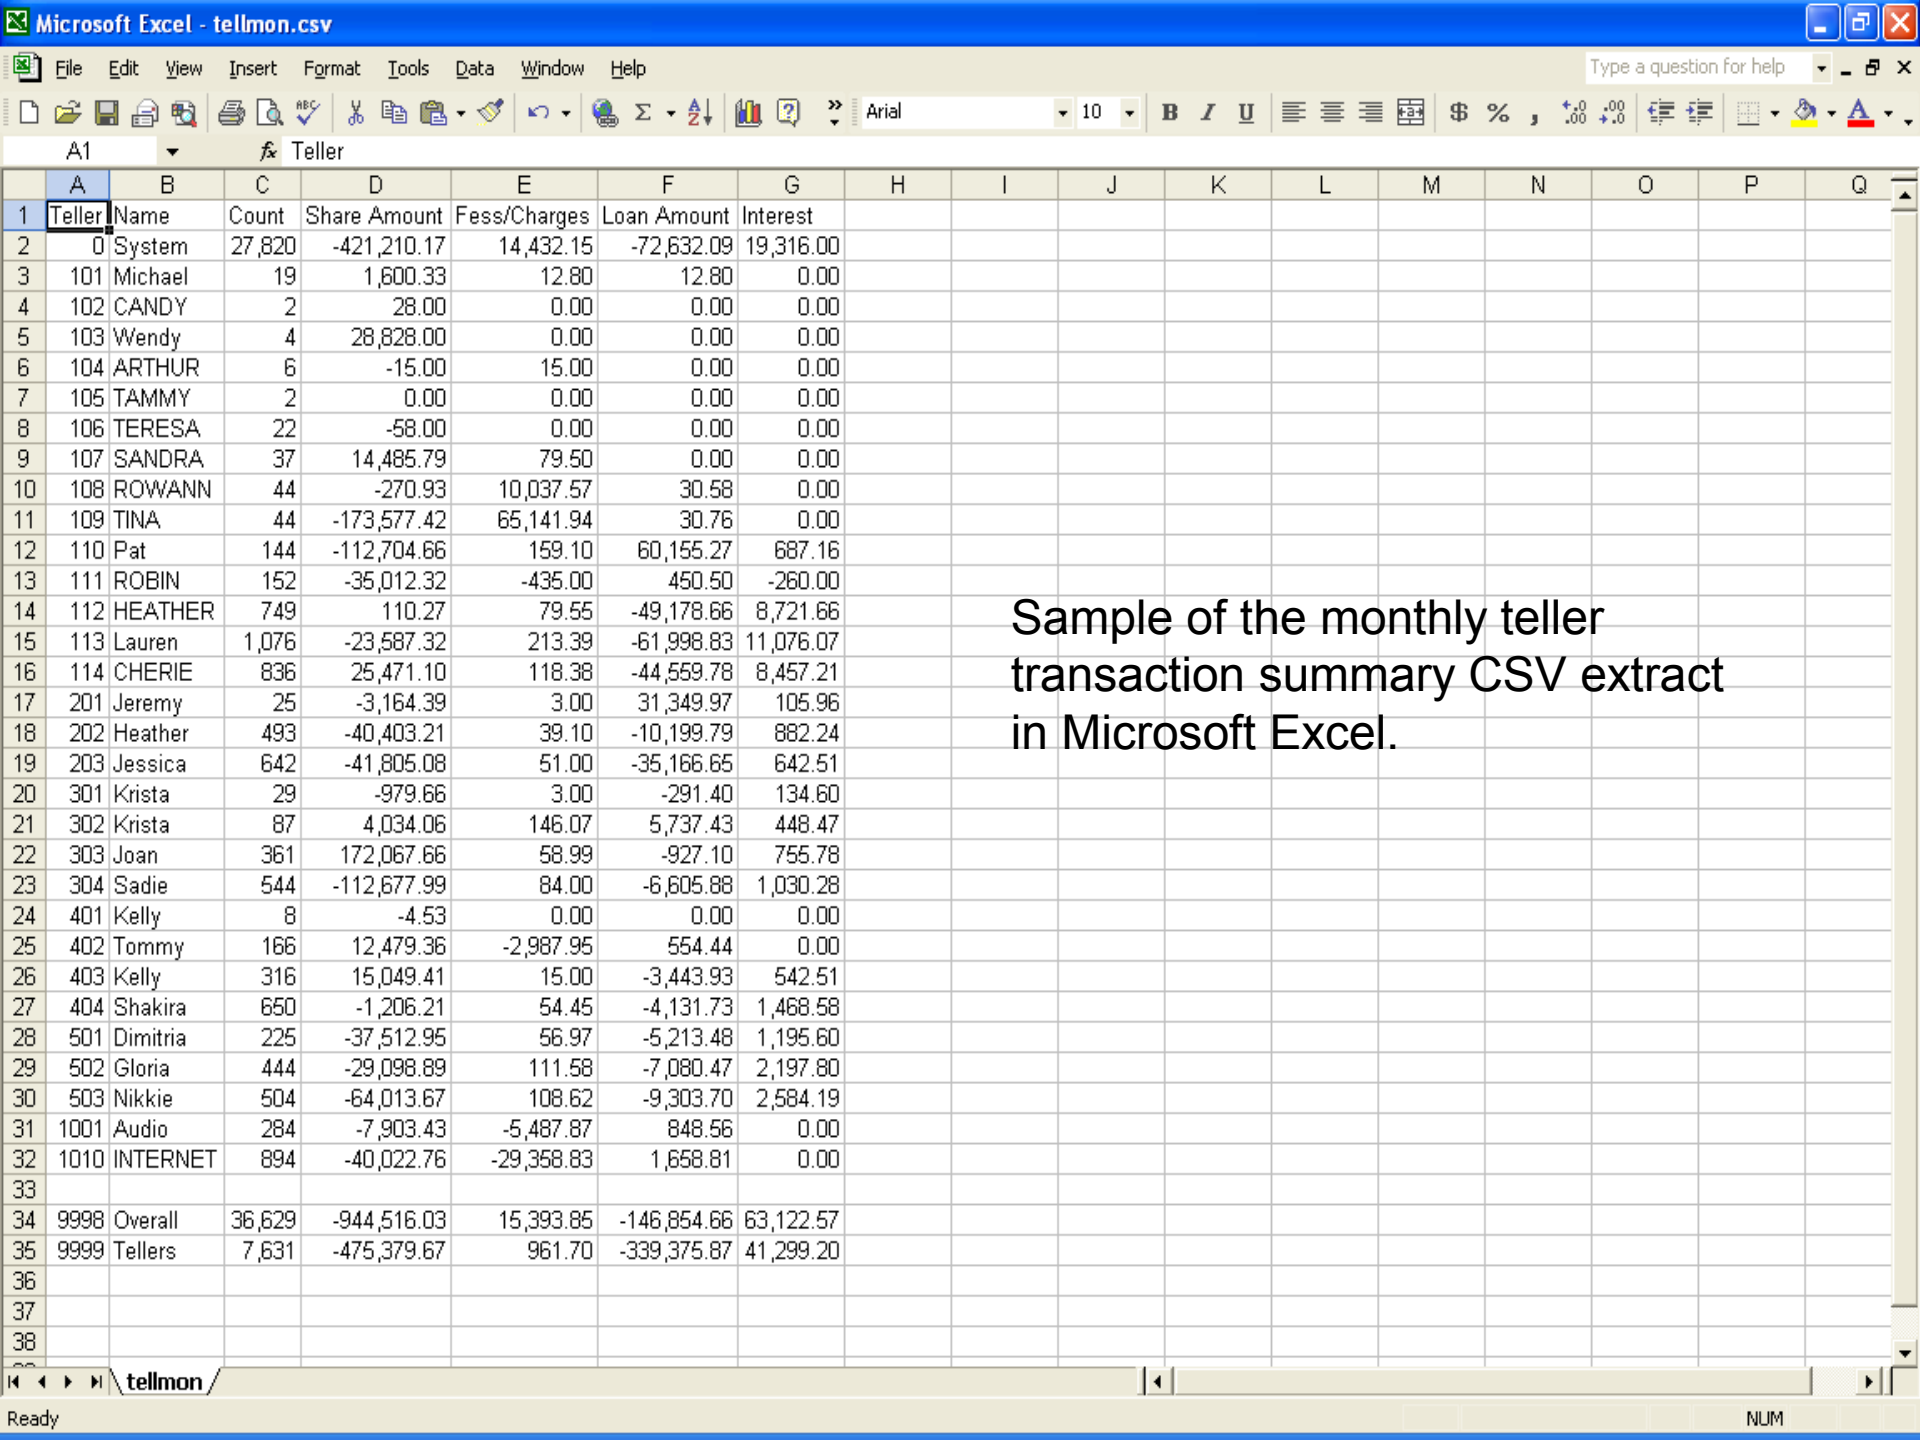 Microsoft Excel - tellmon.csv
File Edit View Insert Format Tools Data Window Help Type a question for help
Arial 10 B I U $ % ,
A1 fx Teller
A B C D E F G H I J K L M N O P Q
1 Teller Name Count Share Amount Fess/Charges Loan Amount Interest
2 0 System 27,820 -421,210.17 14,432.15 -72,632.09 19,316.00
3 101 Michael 19 1,600.33 12.80 12.80 0.00
4 102 CANDY 2 28.00 0.00 0.00 0.00
5 103 Wendy 4 28,828.00 0.00 0.00 0.00
6 104 ARTHUR 6 -15.00 15.00 0.00 0.00
7 105 TAMMY 2 0.00 0.00 0.00 0.00
8 106 TERESA 22 -58.00 0.00 0.00 0.00
9 107 SANDRA 37 14,485.79 79.50 0.00 0.00
10 108 ROWANN 44 -270.93 10,037.57 30.58 0.00
11 109 TINA 44 -173,577.42 65,141.94 30.76 0.00
12 110 Pat 144 -112,704.66 159.10 60,155.27 687.16
13 111 ROBIN 152 -35,012.32 -435.00 450.50 -260.00
14 112 HEATHER 749 110.27 79.55 -49,178.66 8,721.66
15 113 Lauren 1,076 -23,587.32 213.39 -61,998.83 11,076.07
16 114 CHERIE 836 25,471.10 118.38 -44,559.78 8,457.21
17 201 Jeremy 25 -3,164.39 3.00 31,349.97 105.96
18 202 Heather 493 -40,403.21 39.10 -10,199.79 882.24
19 203 Jessica 642 -41,805.08 51.00 -35,166.65 642.51
20 301 Krista 29 -979.66 3.00 -291.40 134.60
21 302 Krista 87 4,034.06 146.07 5,737.43 448.47
22 303 Joan 361 172,067.66 58.99 -927.10 755.78
23 304 Sadie 544 -112,677.99 84.00 -6,605.88 1,030.28
24 401 Kelly 8 -4.53 0.00 0.00 0.00
25 402 Tommy 166 12,479.36 -2,987.95 554.44 0.00
26 403 Kelly 316 15,049.41 15.00 -3,443.93 542.51
27 404 Shakira 650 -1,206.21 54.45 -4,131.73 1,468.58
28 501 Dimitria 225 -37,512.95 56.97 -5,213.48 1,195.60
29 502 Gloria 444 -29,098.89 111.58 -7,080.47 2,197.80
30 503 Nikkie 504 -64,013.67 108.62 -9,303.70 2,584.19
31 1001 Audio 284 -7,903.43 -5,487.87 848.56 0.00
32 1010 INTERNET 894 -40,022.76 -29,358.83 1,658.81 0.00
33
34 9998 Overall 36,629 -944,516.03 15,393.85 -146,854.66 63,122.57
35 9999 Tellers 7,631 -475,379.67 961.70 -339,375.87 41,299.20
36
37
38
Sample of the monthly teller
transaction summary CSV extract
in Microsoft Excel.
tellmon
Ready NUM